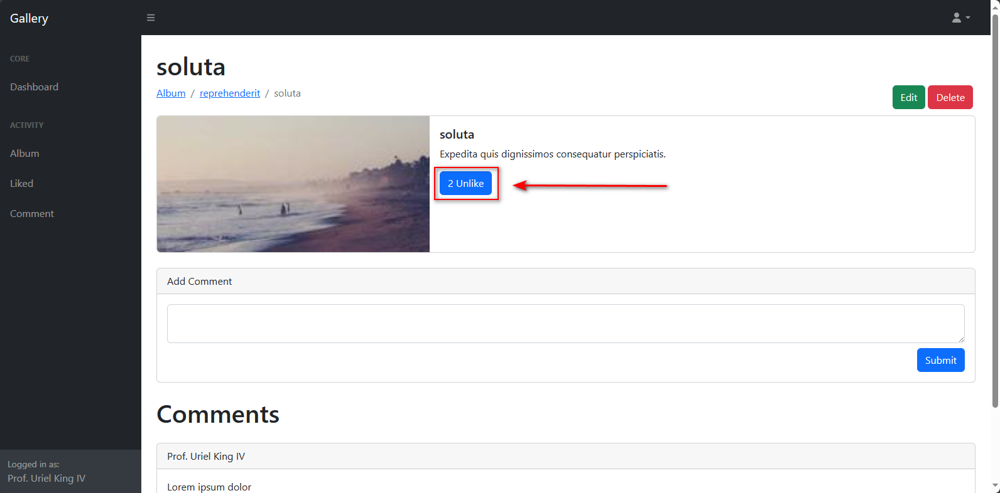 Gallery
CORE
Dashboard
ACTIVITY
Album
Liked
Comment
Logged in as:
Prof. Uriel King IV
soluta
Album / reprehenderit / soluta
Edit Delete
soluta
Expedita quis dignissimos consequatur perspiciatis.
2 Unlike
Add Comment
Submit
Comments
Prof. Uriel King IV
Lorem ipsum dolor